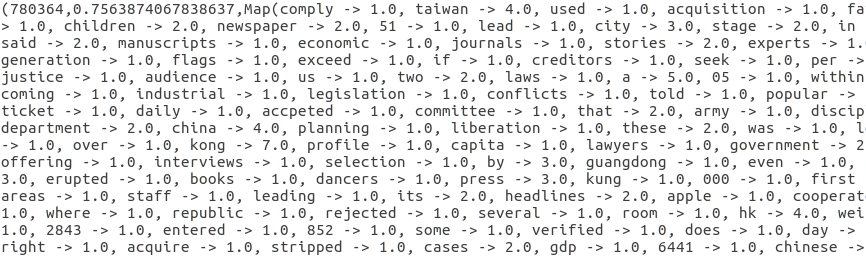 (780364,0.7563874067838637,Map(comply -> 1.0, taiwan -> 4.0, used -> 1.0, acquisition -> 1.0, fa
> 1.0, children -> 2.0, newspaper -> 2.0, 51 -> 1.0, lead -> 1.0, city -> 3.0, stage -> 2.0, in
said -> 2.0, manuscripts -> 1.0, economic -> 1.0, journals -> 1.0, stories -> 2.0, experts -> 1.
generation -> 1.0, flags -> 1.0, exceed -> 1.0, if -> 1.0, creditors -> 1.0, seek -> 1.0, per ->
justice -> 1.0, audience -> 1.0, us -> 1.0, two -> 2.0, laws -> 1.0, a -> 5.0, 05 -> 1.0, within
coming -> 1.0, industrial -> 1.0, legislation -> 1.0, conflicts -> 1.0, told -> 1.0, popular ->
ticket -> 1.0, daily -> 1.0, accpeted -> 1.0, committee -> 1.0, that -> 2.0, army -> 1.0, discip
department -> 2.0, china -> 4.0, planning -> 1.0, liberation -> 1.0, these -> 2.0, was -> 1.0, l
-> 1.0, over -> 1.0, kong -> 7.0, profile -> 1.0, capita -> 1.0, lawyers -> 1.0, government -> 2
offering -> 1.0, interviews -> 1.0, selection -> 1.0, by -> 3.0, guangdong -> 1.0, even -> 1.0,
3.0, erupted -> 1.0, books -> 1.0, dancers -> 1.0, press -> 3.0, kung -> 1.0, 000 -> 1.0, first
areas -> 1.0, staff -> 1.0, leading -> 1.0, its -> 2.0, headlines -> 2.0, apple -> 1.0, cooperat
1.0, where -> 1.0, republic -> 1.0, rejected -> 1.0, several -> 1.0, room -> 1.0, hk -> 4.0, wei
1.0, 2843 -> 1.0, entered -> 1.0, 852 -> 1.0, some -> 1.0, verified -> 1.0, does -> 1.0, day ->
right -> 1.0, acquire -> 1.0, stripped -> 1.0, cases -> 2.0, gdp -> 1.0, 6441 -> 1.0, chinese ->